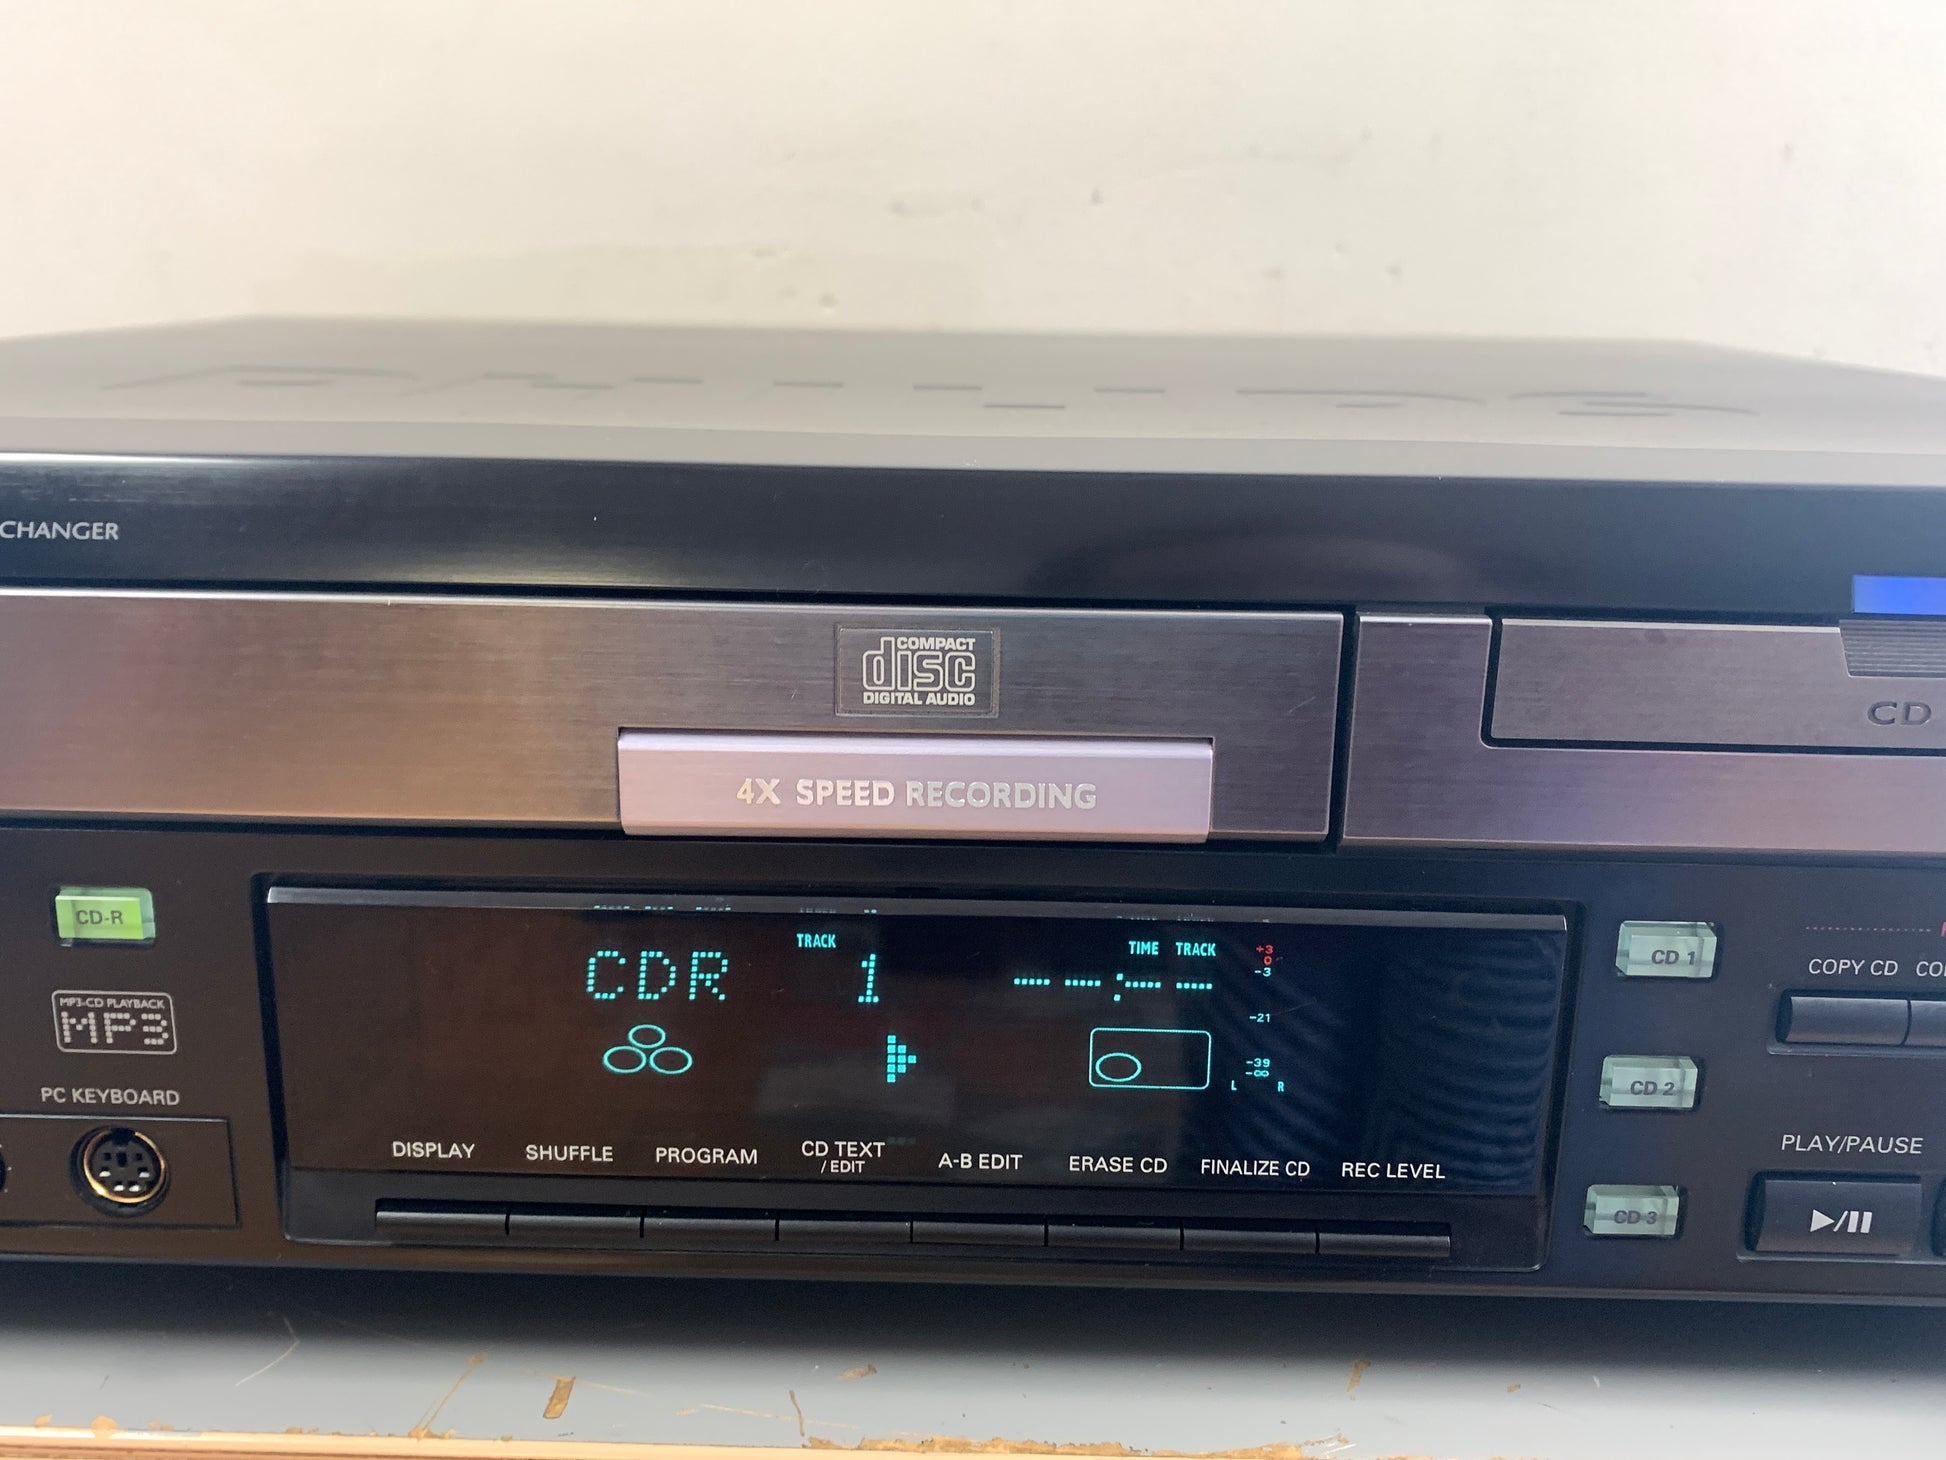 CHANGER
COMPACT
disc
DIGITAL AUDIO
CD
4X SPEED RECORDING
CD-R
MP3-CD PLAYBACK
MP3
PC KEYBOARD
TRACK
CDR 1
TIME TRACK
-- --:-- --
+3
0
-3
-21
-39
-∞
L R
DISPLAY SHUFFLE PROGRAM CD TEXT / EDIT A-B EDIT ERASE CD FINALIZE CD REC LEVEL
CD 1
CD 2
CD 3
COPY CD CO
PLAY/PAUSE
▶/II